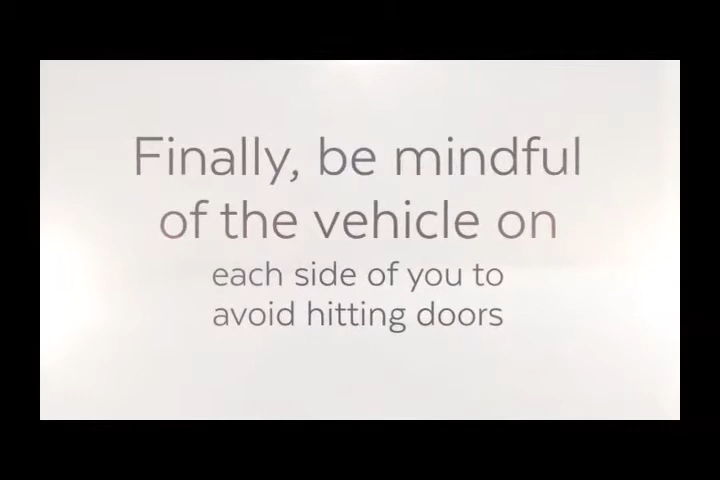 Finally, be mindful
of the vehicle on
each side of you to
avoid hitting doors